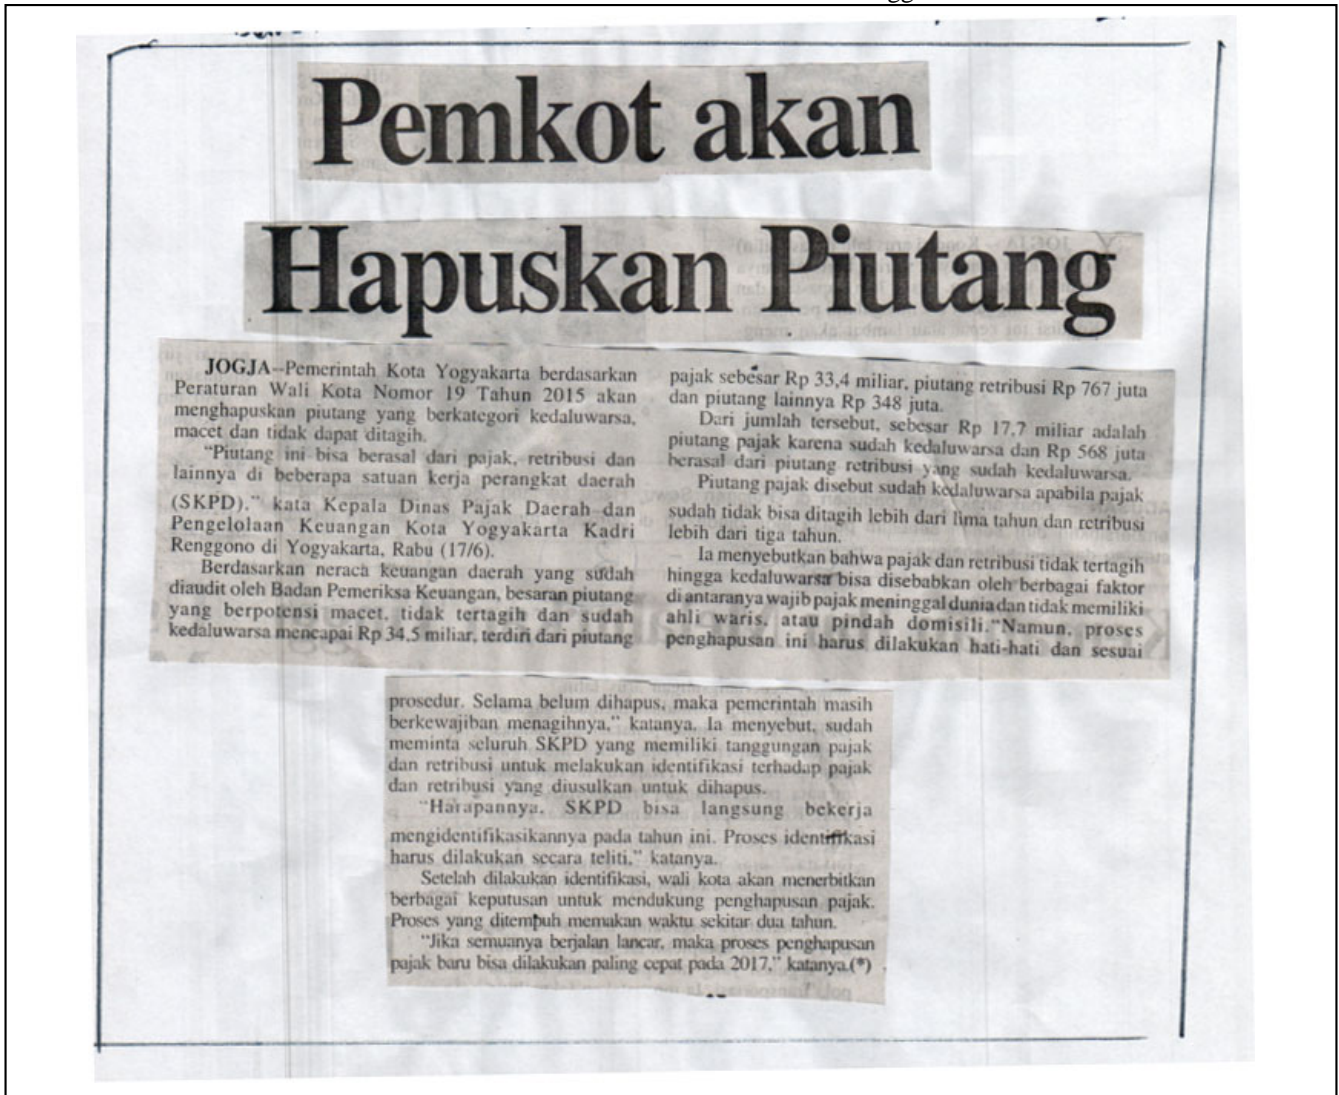 Pemkot akan
Hapuskan Piutang
JOGJA--Pemerintah Kota Yogyakarta berdasarkan
Peraturan Wali Kota Nomor 19 Tahun 2015 akan
menghapuskan piutang yang berkategori kedaluwarsa,
macet dan tidak dapat ditagih.
“Piutang ini bisa berasal dari pajak, retribusi dan
lainnya di beberapa satuan kerja perangkat daerah
(SKPD),” kata Kepala Dinas Pajak Daerah dan
Pengelolaan Keuangan Kota Yogyakarta Kadri
Renggono di Yogyakarta, Rabu (17/6).
Berdasarkan neraca keuangan daerah yang sudah
diaudit oleh Badan Pemeriksa Keuangan, besaran piutang
yang berpotensi macet, tidak tertagih dan sudah
kedaluwarsa mencapai Rp 34,5 miliar, terdiri dari piutang
pajak sebesar Rp 33,4 miliar, piutang retribusi Rp 767 juta
dan piutang lainnya Rp 348 juta.
Dari jumlah tersebut, sebesar Rp 17,7 miliar adalah
piutang pajak karena sudah kedaluwarsa dan Rp 568 juta
berasal dari piutang retribusi yang sudah kedaluwarsa.
Piutang pajak disebut sudah kedaluwarsa apabila pajak
sudah tidak bisa ditagih lebih dari lima tahun dan retribusi
lebih dari tiga tahun.
Ia menyebutkan bahwa pajak dan retribusi tidak tertagih
hingga kedaluwarsa bisa disebabkan oleh berbagai faktor
di antaranya wajib pajak meninggal dunia dan tidak memiliki
ahli waris, atau pindah domisili.“Namun, proses
penghapusan ini harus dilakukan hati-hati dan sesuai
prosedur. Selama belum dihapus, maka pemerintah masih
berkewajiban menagihnya,” katanya. Ia menyebut, sudah
meminta seluruh SKPD yang memiliki tanggungan pajak
dan retribusi untuk melakukan identifikasi terhadap pajak
dan retribusi yang diusulkan untuk dihapus.
“Harapannya, SKPD bisa langsung bekerja
mengidentifikasikannya pada tahun ini. Proses identifikasi
harus dilakukan secara teliti,” katanya.
Setelah dilakukan identifikasi, wali kota akan menerbitkan
berbagai keputusan untuk mendukung penghapusan pajak.
Proses yang ditempuh memakan waktu sekitar dua tahun.
“Jika semuanya berjalan lancar, maka proses penghapusan
pajak baru bisa dilakukan paling cepat pada 2017,” katanya.(*)